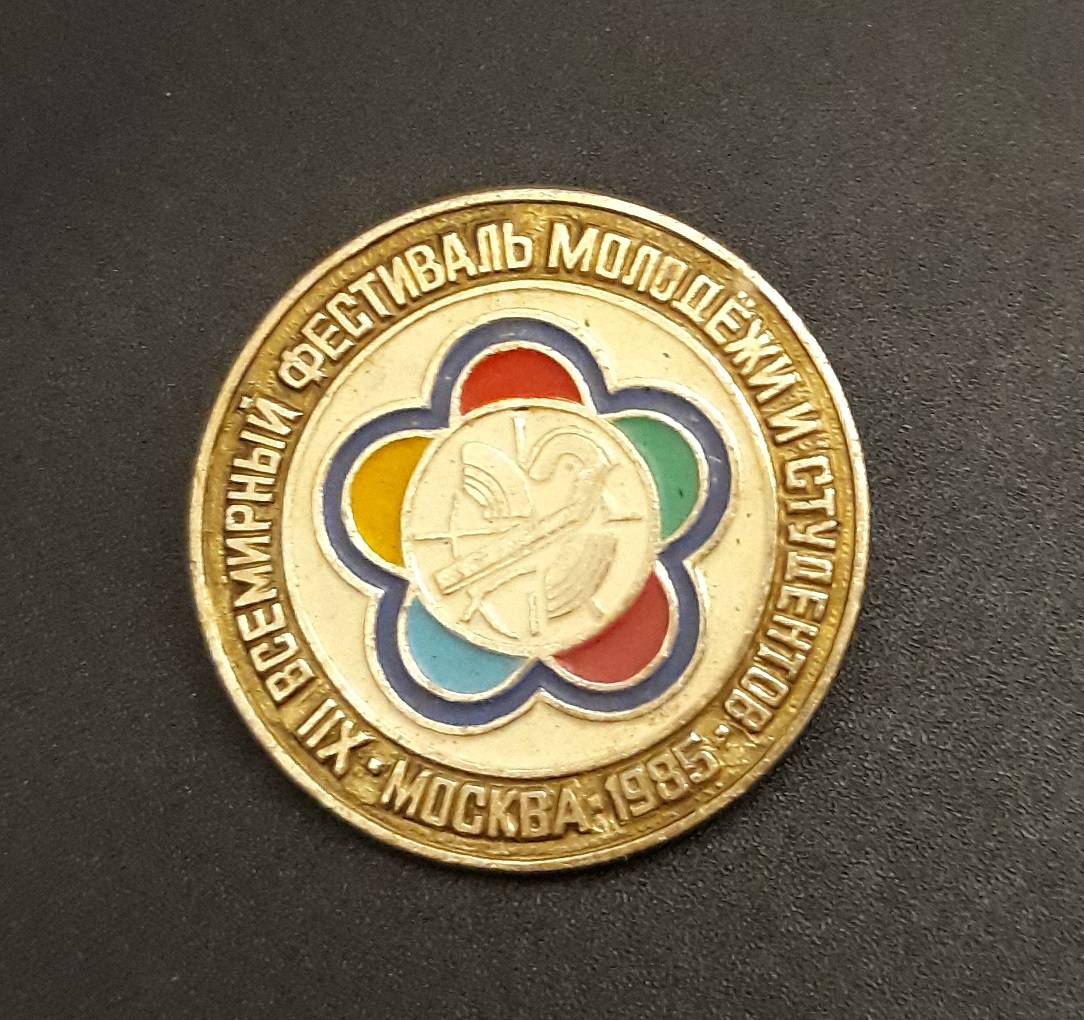 XII ВСЕМИРНЫЙ ФЕСТИВАЛЬ МОЛОДЁЖИ И СТУДЕНТОВ
· МОСКВА · 1985 ·